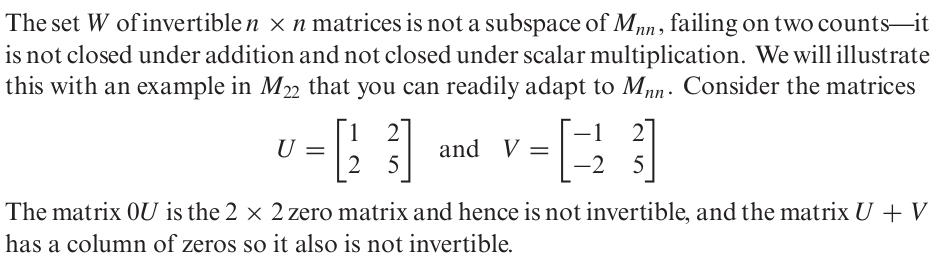 The set W of invertible n × n matrices is not a subspace of Mnn, failing on two counts—it
is not closed under addition and not closed under scalar multiplication. We will illustrate
this with an example in M22 that you can readily adapt to Mnn. Consider the matrices
U = [1 2; 2 5] and V = [−1 2; −2 5]
The matrix 0U is the 2 × 2 zero matrix and hence is not invertible, and the matrix U + V
has a column of zeros so it also is not invertible.